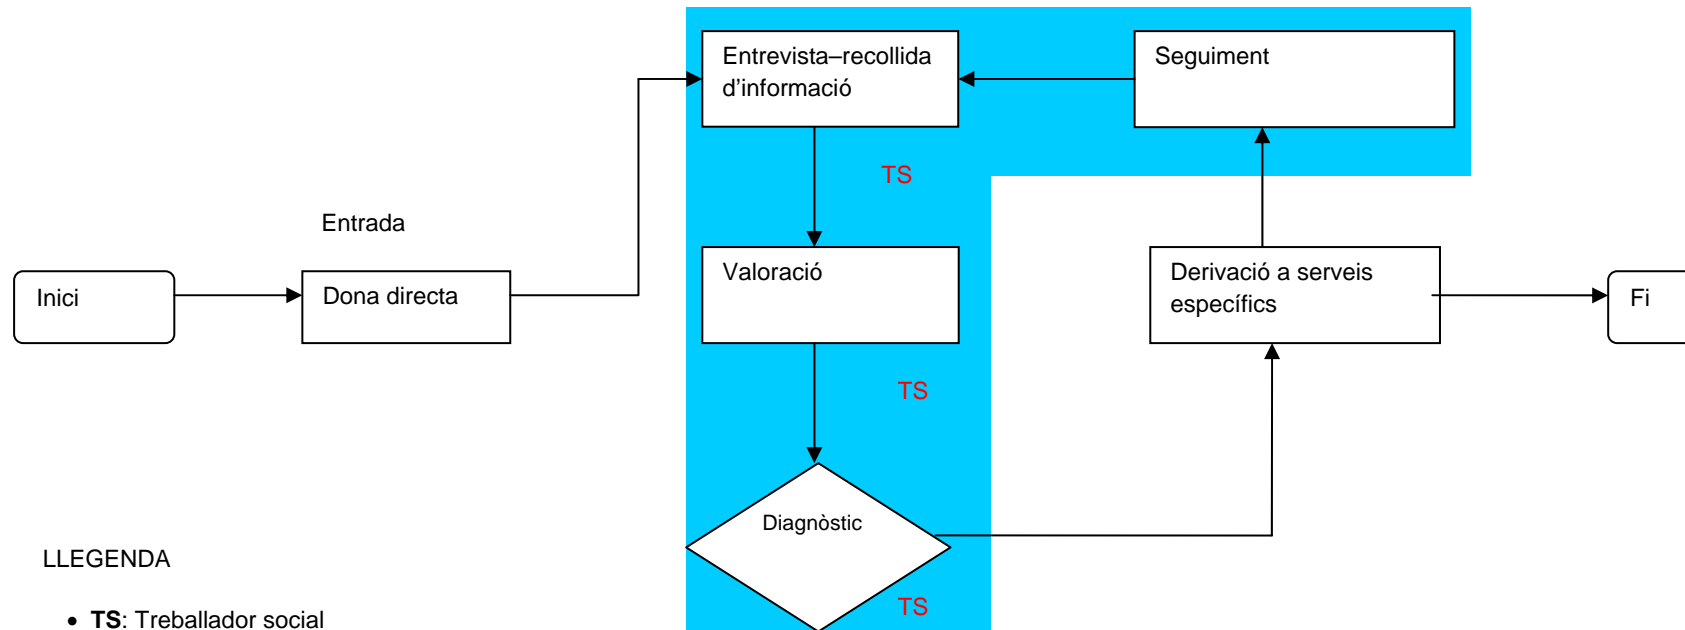 Entrevista–recollida
d'informació
Seguiment
TS
Entrada
Inici
Dona directa
Valoració
Derivació a serveis
específics
Fi
TS
Diagnòstic
LLEGENDA
• TS: Treballador social
TS